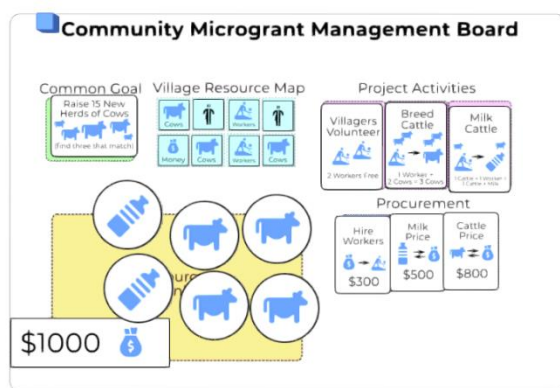 Community Microgrant Management Board
Common Goal
Raise 15 New
Herds of Cows
(find three that match)
Village Resource Map
Cows
Workers
Money
Cows
Workers
Cows
Project Activities
Villagers
Volunteer
2 Workers Free
Breed
Cattle
1 Worker +
2 Cows = 3 Cows
Milk
Cattle
Procurement
Hire
Workers
$300
Milk
Price
$500
Cattle
Price
$800
$1000